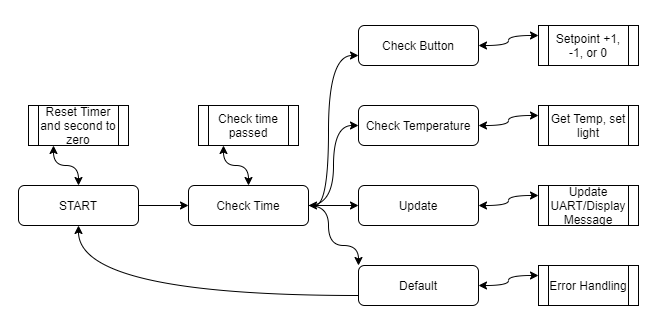 Check Button
Setpoint +1,
-1, or 0
Reset Timer
and second to
zero
Check time
passed
Check Temperature
Get Temp, set
light
START
Check Time
Update
Update
UART/Display
Message
Default
Error Handling